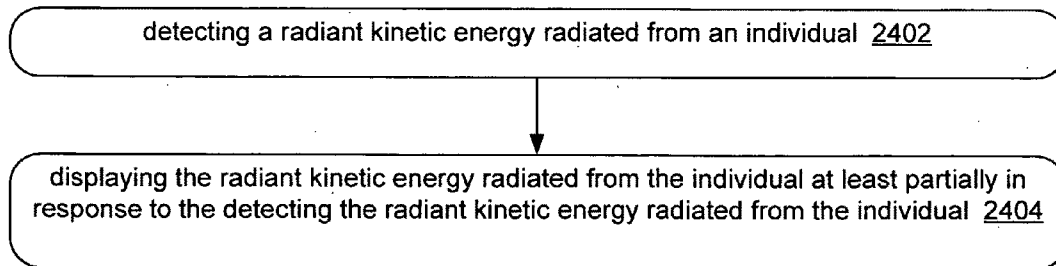 detecting a radiant kinetic energy radiated from an individual 2402
displaying the radiant kinetic energy radiated from the individual at least partially in
response to the detecting the radiant kinetic energy radiated from the individual 2404